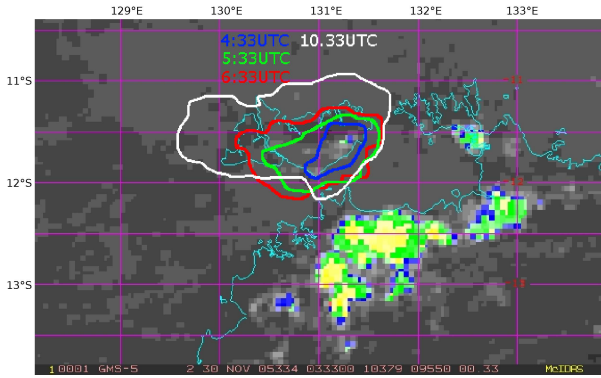 129°E 130°E 131°E 132°E 133°E
4:33UTC 10.33UTC
5:33UTC
6:33UTC
11°S
12°S
13°S
1 0001 GMS-5 2 30 NOV 05334 033300 10379 09550 00.33 McIDAS